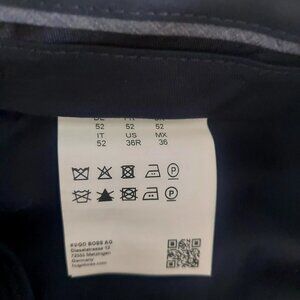 52 52 52
IT US MX
52 36R 36
HUGO BOSS AG
Dieselstrasse 12
72555 Metzingen
Germany